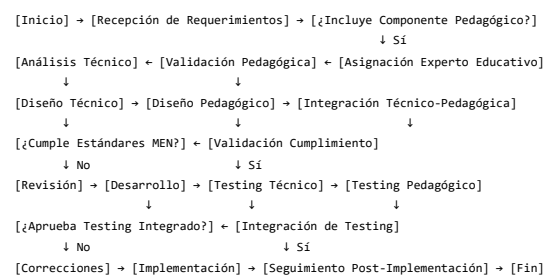 [Inicio] → [Recepción de Requerimientos] → [¿Incluye Componente Pedagógico?]
↓ Sí
[Análisis Técnico] ← [Validación Pedagógica] ← [Asignación Experto Educativo]
↓ ↓
[Diseño Técnico] → [Diseño Pedagógico] → [Integración Técnico-Pedagógica]
↓ ↓ ↓
[¿Cumple Estándares MEN?] ← [Validación Cumplimiento]
↓ No ↓ Sí
[Revisión] → [Desarrollo] → [Testing Técnico] → [Testing Pedagógico]
↓ ↓ ↓
[¿Aprueba Testing Integrado?] ← [Integración de Testing]
↓ No ↓ Sí
[Correcciones] → [Implementación] → [Seguimiento Post-Implementación] → [Fin]